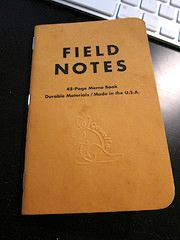 FIELD
NOTES
48-Page Memo Book
Durable Materials / Made in the U.S.A.